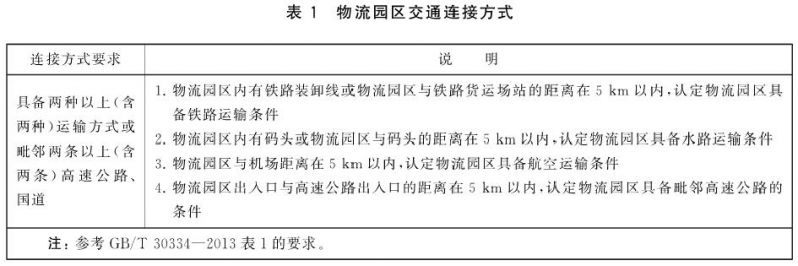 表 1 物流园区交通连接方式
连接方式要求
说 明
具备两种以上(含
两种)运输方式或
毗邻两条以上(含
两条)高速公路、
国道
1. 物流园区内有铁路装卸线或物流园区与铁路货运场站的距离在 5 km 以内,认定物流园区具
备铁路运输条件
2. 物流园区内有码头或物流园区与码头的距离在 5 km 以内,认定物流园区具备水路运输条件
3. 物流园区与机场距离在 5 km 以内,认定物流园区具备航空运输条件
4. 物流园区出入口与高速公路出入口的距离在 5 km 以内,认定物流园区具备毗邻高速公路的
条件
注: 参考 GB/T 30334—2013 表 1 的要求。